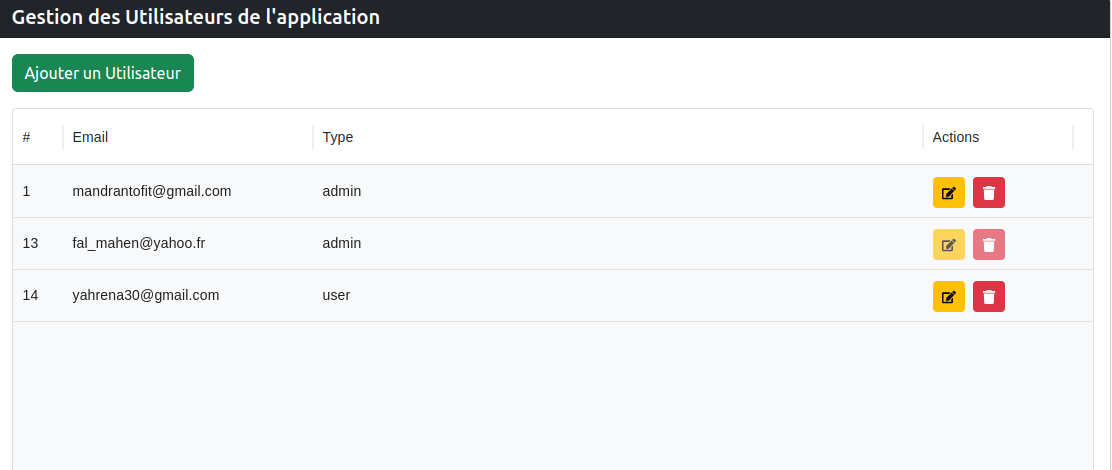 Gestion des Utilisateurs de l'application
Ajouter un Utilisateur
# Email Type Actions
1 mandrantofit@gmail.com admin
13 fal_mahen@yahoo.fr admin
14 yahrena30@gmail.com user